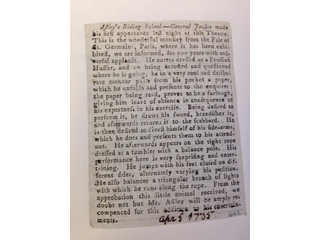 Astley's Riding School.—General Jackoo made
his first appearance last night at this Theatre.
This is the wonderful monkey from the Fair of
St. Germains, Paris, where it has been exhi-
bited, we are informed, for two years with uni-
versal applause. He enters dressed as a Prussian
Hussar, and on being accosted and questioned
where he is going, he in a very cool and delibe-
rate manner pulls from his pocket a paper,
which he unfolds and presents to the enquirer:
the paper being read, proves to be a furlough,
giving him leave of absence in consequence of
his expertness in his exercise. Being desired to
perform it, he draws his sword, brandishes it,
and afterwards returns it to the scabbard. He
is then desired to divest himself of his side-arms,
which he does and presents them to his attend-
ant. He afterwards appears on the tight rope
dressed as a tumbler with a balance pole. His
performance here is very surprising and enter-
taining. He jumps with his feet closed on dif-
ferent sides, alternately varying his position.
He also balances a triangular branch of lights
with which he runs along the rope. From the
approbation this little animal received, we
doubt not but Mr. Astley will be amply re-
compenced for this addition to his entertain-
ments.